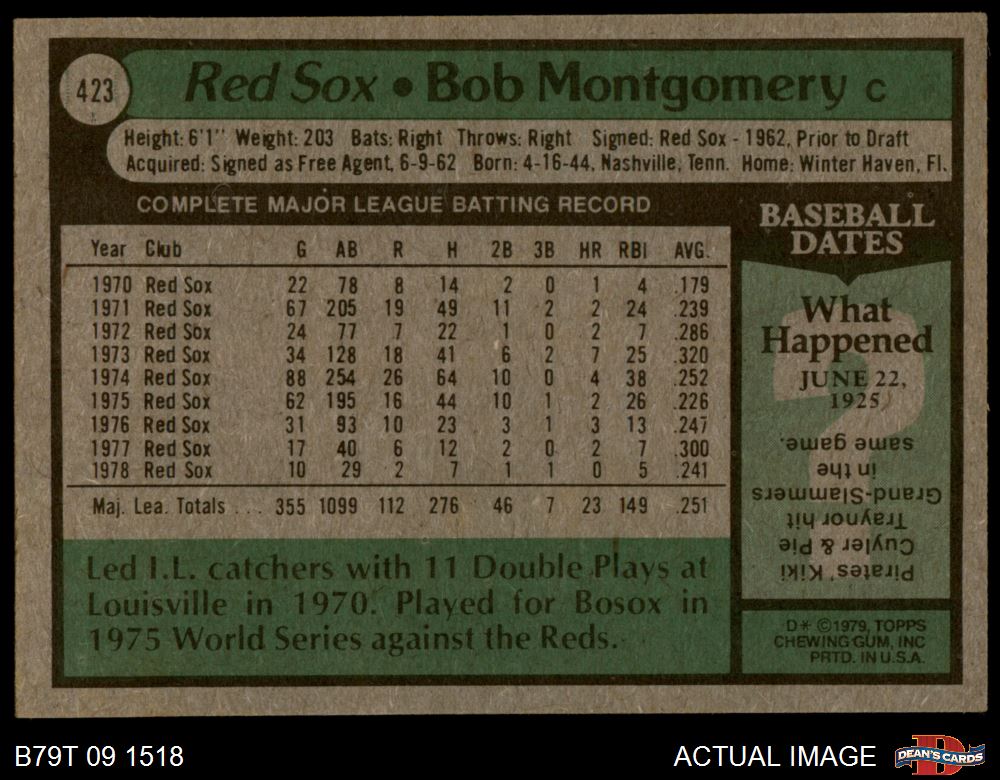 423
Red Sox • Bob Montgomery C
Height: 6'1" Weight: 203 Bats: Right Throws: Right Signed: Red Sox - 1962, Prior to Draft
Acquired: Signed as Free Agent, 6-9-62 Born: 4-16-44, Nashville, Tenn. Home: Winter Haven, Fl.
COMPLETE MAJOR LEAGUE BATTING RECORD
Year Club G AB R H 2B 3B HR RBI AVG.
1970 Red Sox 22 78 8 14 2 0 1 4 .179
1971 Red Sox 67 205 19 49 11 2 2 24 .239
1972 Red Sox 24 77 7 22 1 0 2 7 .286
1973 Red Sox 34 128 18 41 6 2 7 25 .320
1974 Red Sox 88 254 26 64 10 0 4 38 .252
1975 Red Sox 62 195 16 44 10 1 2 26 .226
1976 Red Sox 31 93 10 23 3 1 3 13 .247
1977 Red Sox 17 40 6 12 2 0 2 7 .300
1978 Red Sox 10 29 2 7 1 1 0 5 .241
Maj. Lea. Totals ... 355 1099 112 276 46 7 23 149 .251
Led I.L. catchers with 11 Double Plays at
Louisville in 1970. Played for Bosox in
1975 World Series against the Reds.
BASEBALL
DATES
What
Happened
JUNE 22,
1925
Pirates' Kiki
Cuyler & Pie
Traynor hit
Grand-Slammers
in the
same game.
D* ©1979, TOPPS
CHEWING GUM, INC
PRTD. IN U.S.A.
B79T 09 1518
ACTUAL IMAGE
DEAN'S CARDS